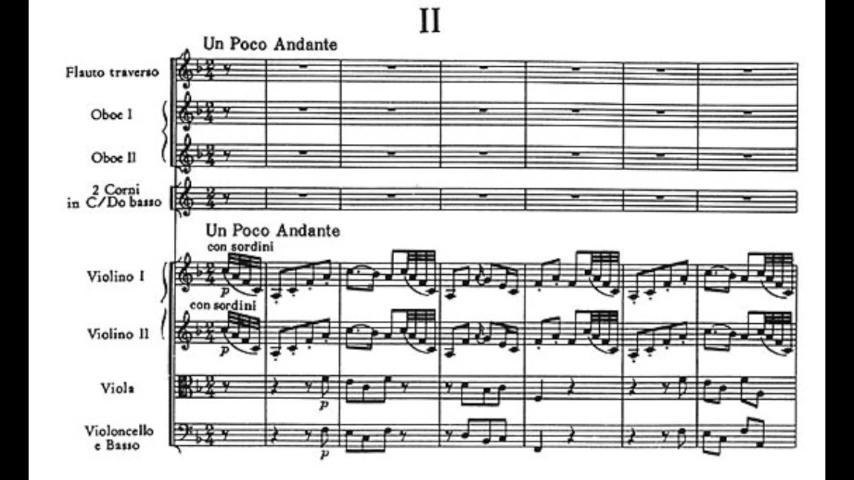 II
Un Poco Andante
Flauto traverso
Oboe I
Oboe II
2 Corni
in C/Do basso
Un Poco Andante
con sordini
Violino I
p
con sordini
Violino II
p
Viola
p
Violoncello
e Basso
p